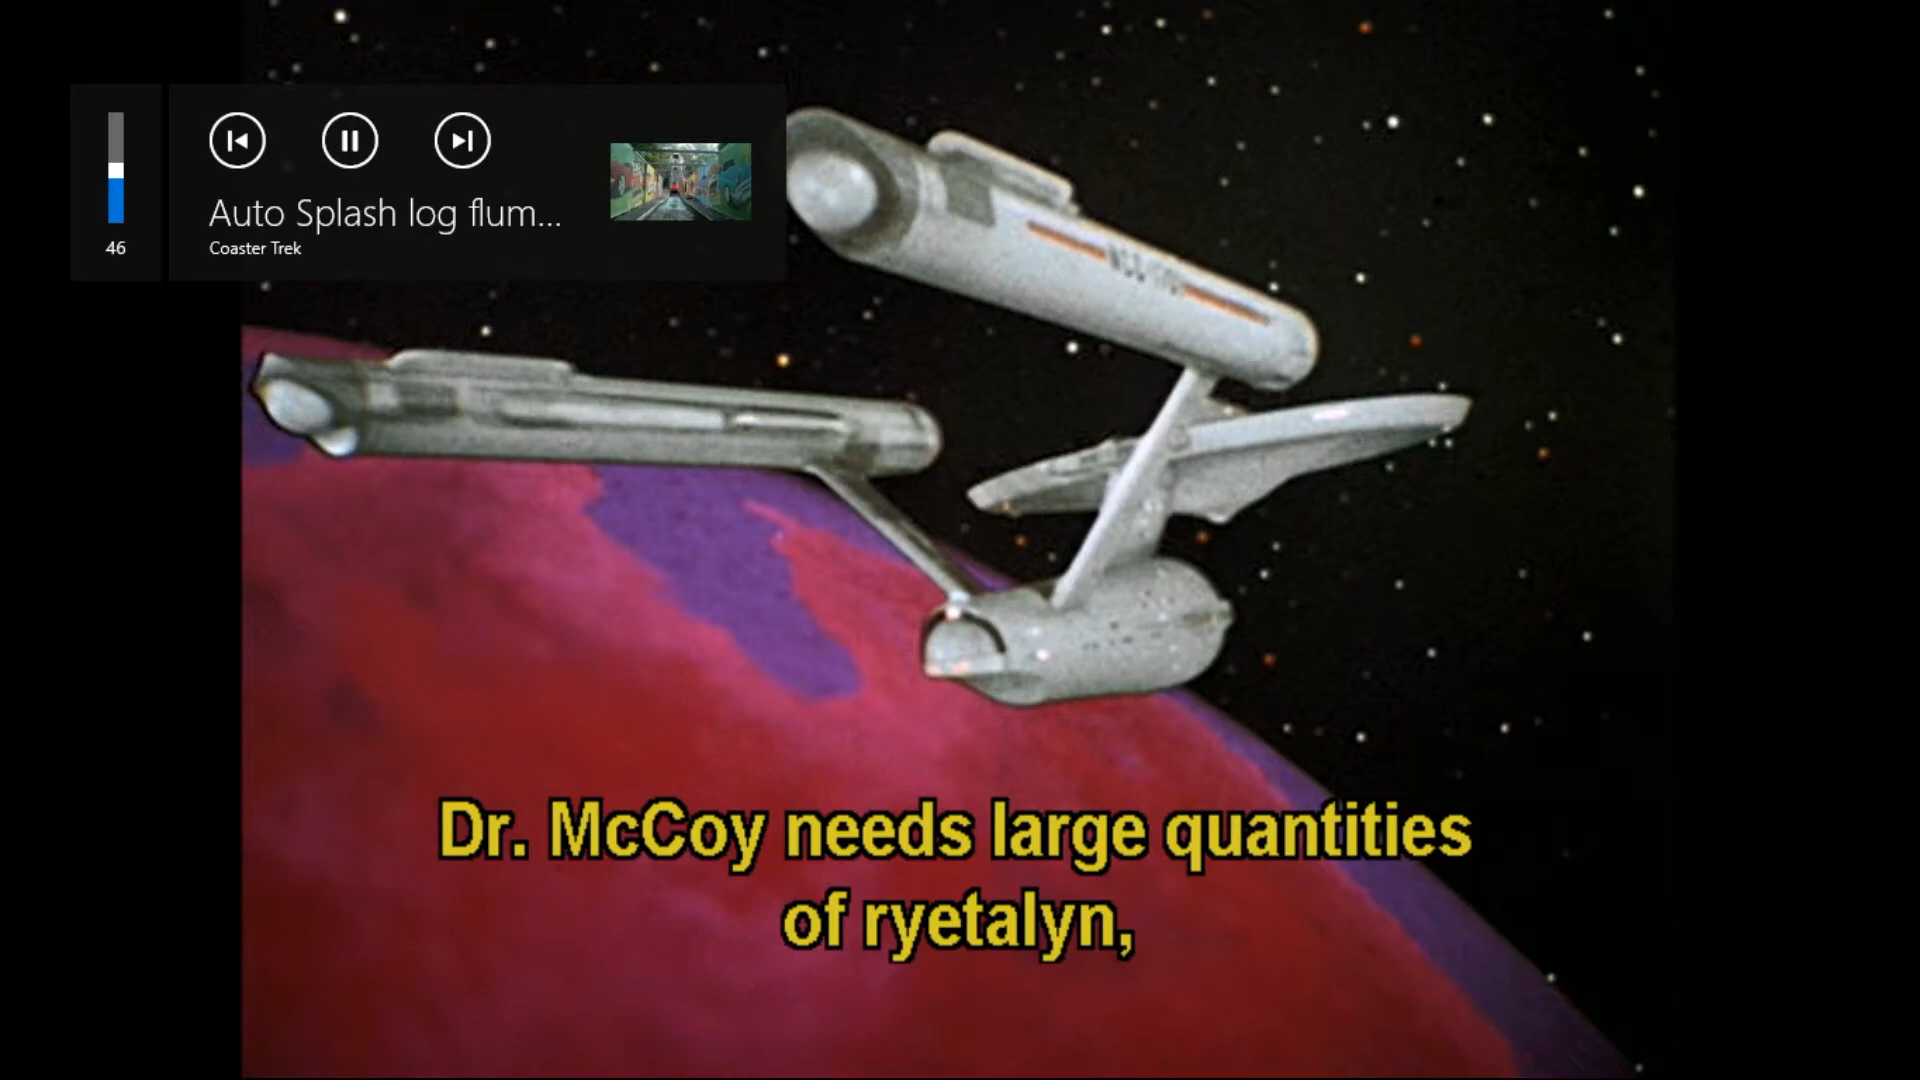 Auto Splash log flum...
Coaster Trek
46
Dr. McCoy needs large quantities
of ryetalyn,